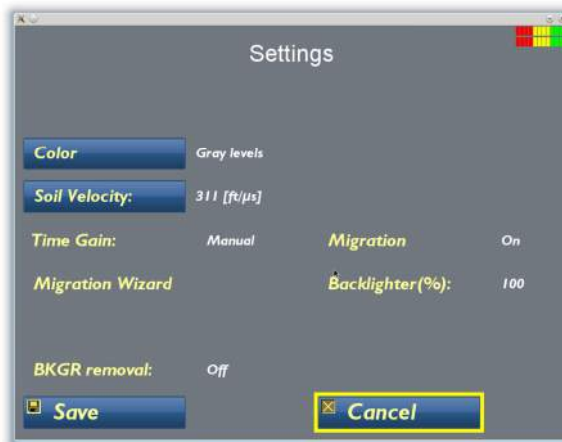 Settings
Color Gray levels
Soil Velocity: 311 [ft/µs]
Time Gain: Manual Migration On
Migration Wizard Backlighter(%): 100
BKGR removal: Off
Save Cancel